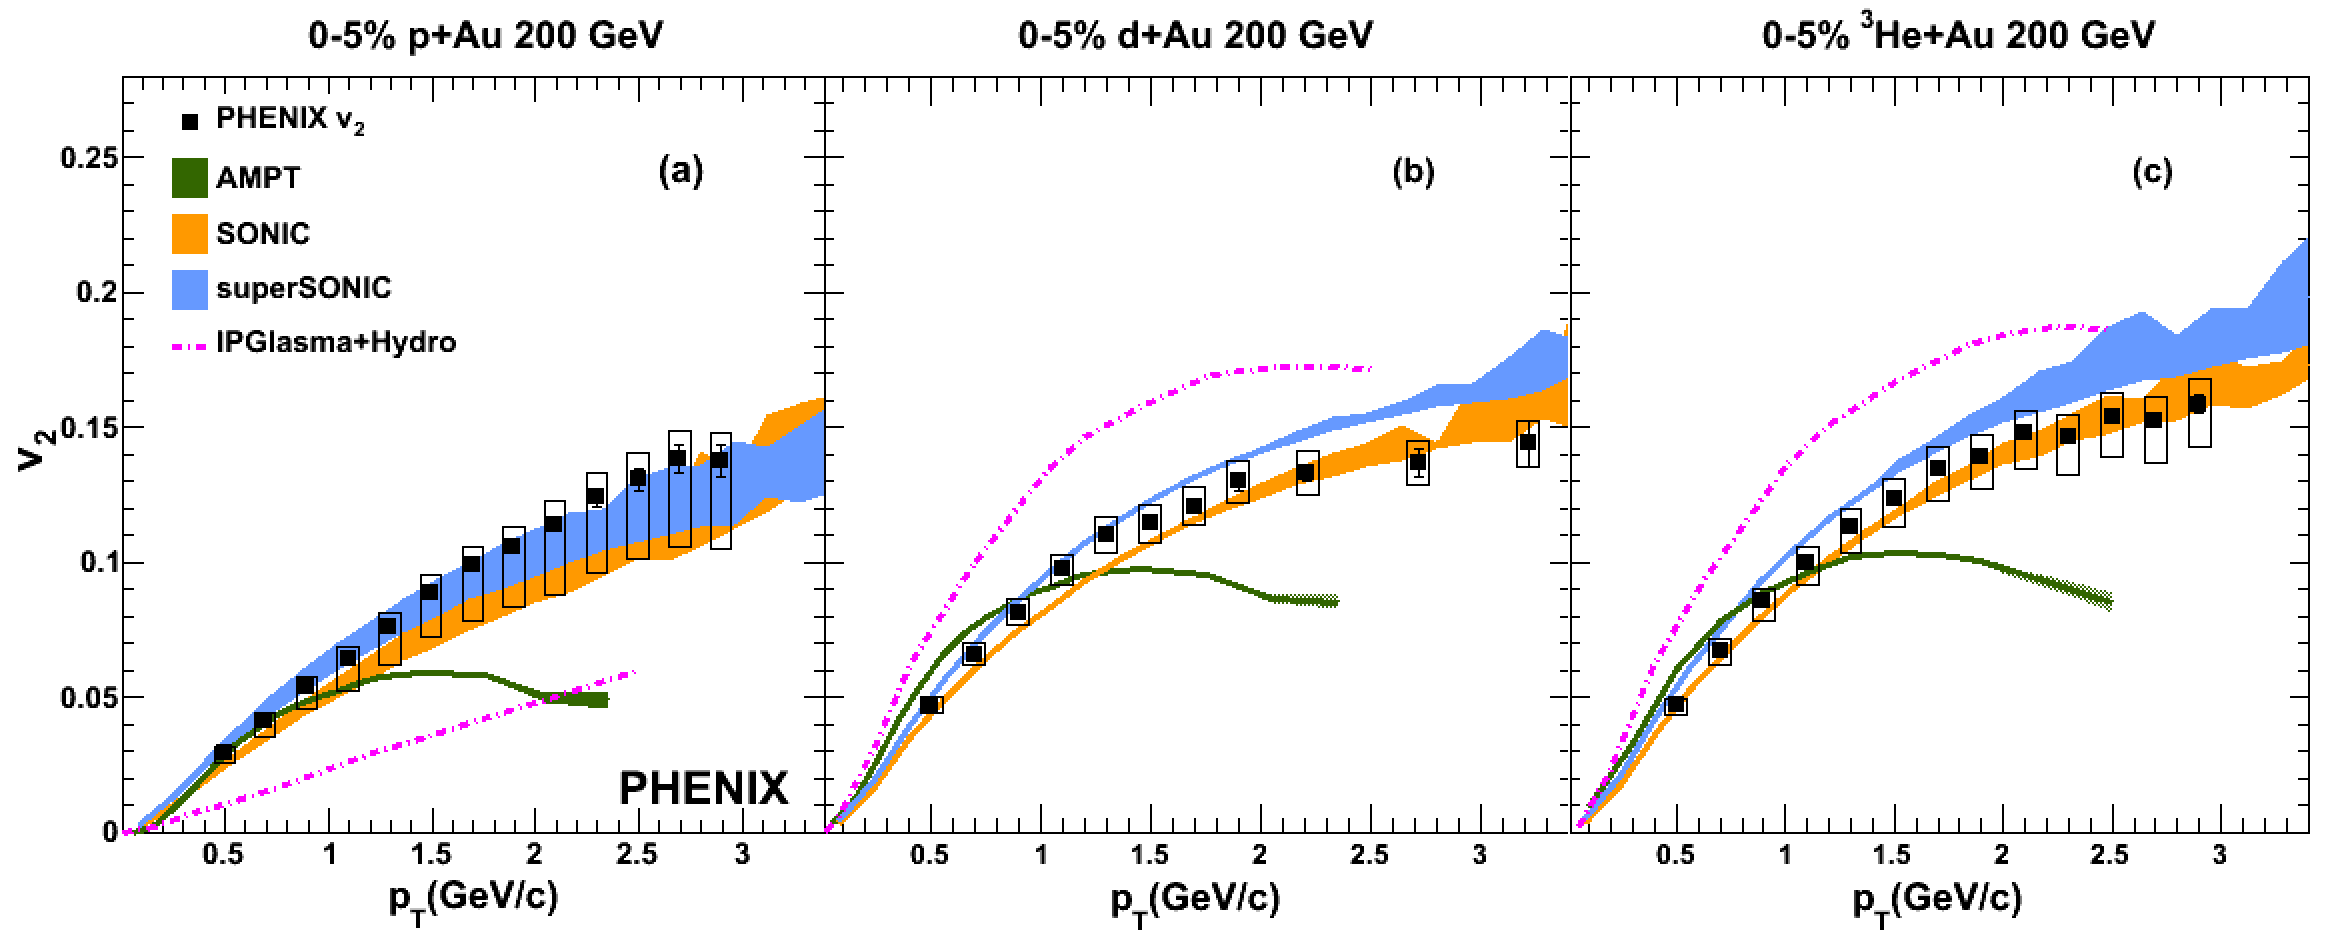 0-5% p+Au 200 GeV
0-5% d+Au 200 GeV
0-5% ³He+Au 200 GeV
PHENIX v₂
AMPT
SONIC
superSONIC
IPGlasma+Hydro
(a)
(b)
(c)
PHENIX
v₂
0.25
0.2
0.15
0.1
0.05
0
0.5 1 1.5 2 2.5 3
0.5 1 1.5 2 2.5 3
0.5 1 1.5 2 2.5 3
p_T(GeV/c)
p_T(GeV/c)
p_T(GeV/c)